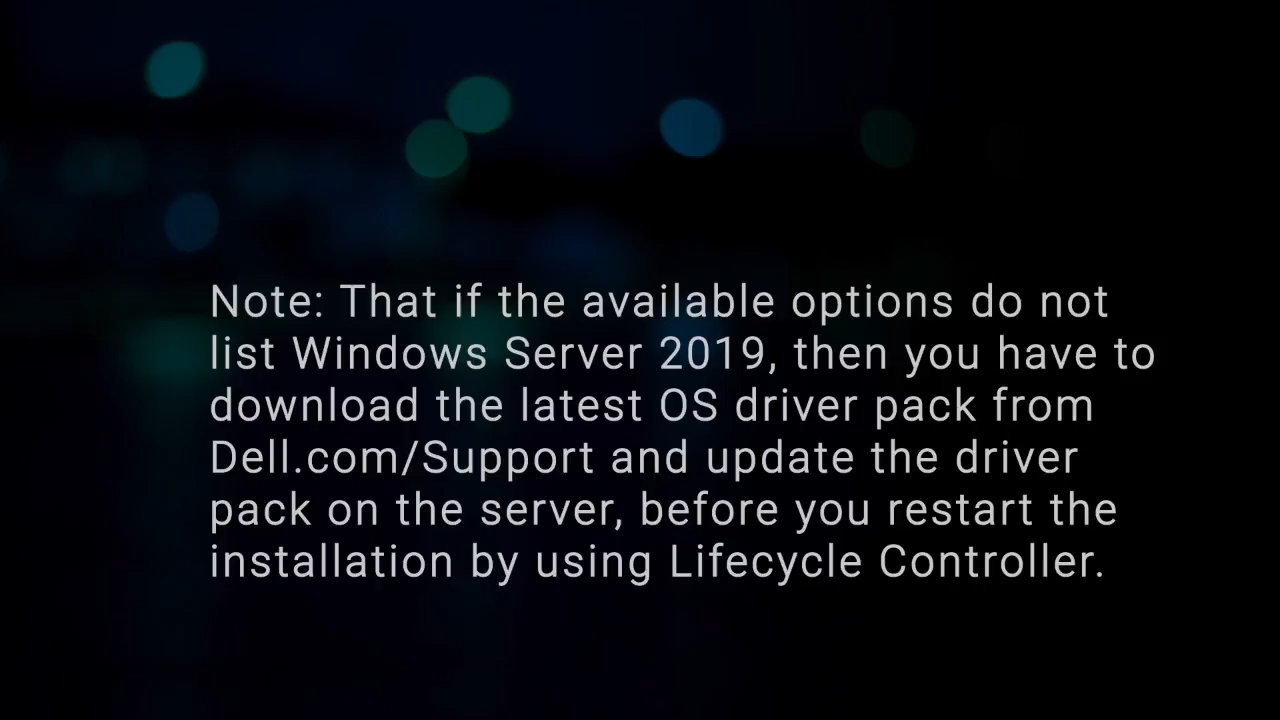 Note: That if the available options do not
list Windows Server 2019, then you have to
download the latest OS driver pack from
Dell.com/Support and update the driver
pack on the server, before you restart the
installation by using Lifecycle Controller.